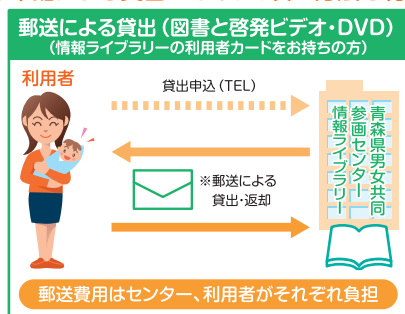 郵送による貸出（図書と啓発ビデオ・DVD）
（情報ライブラリーの利用者カードをお持ちの方）
利用者
貸出申込（TEL）
青森県男女共同
参画センター
情報ライブラリー
※郵送による
貸出・返却
郵送費用はセンター、利用者がそれぞれ負担